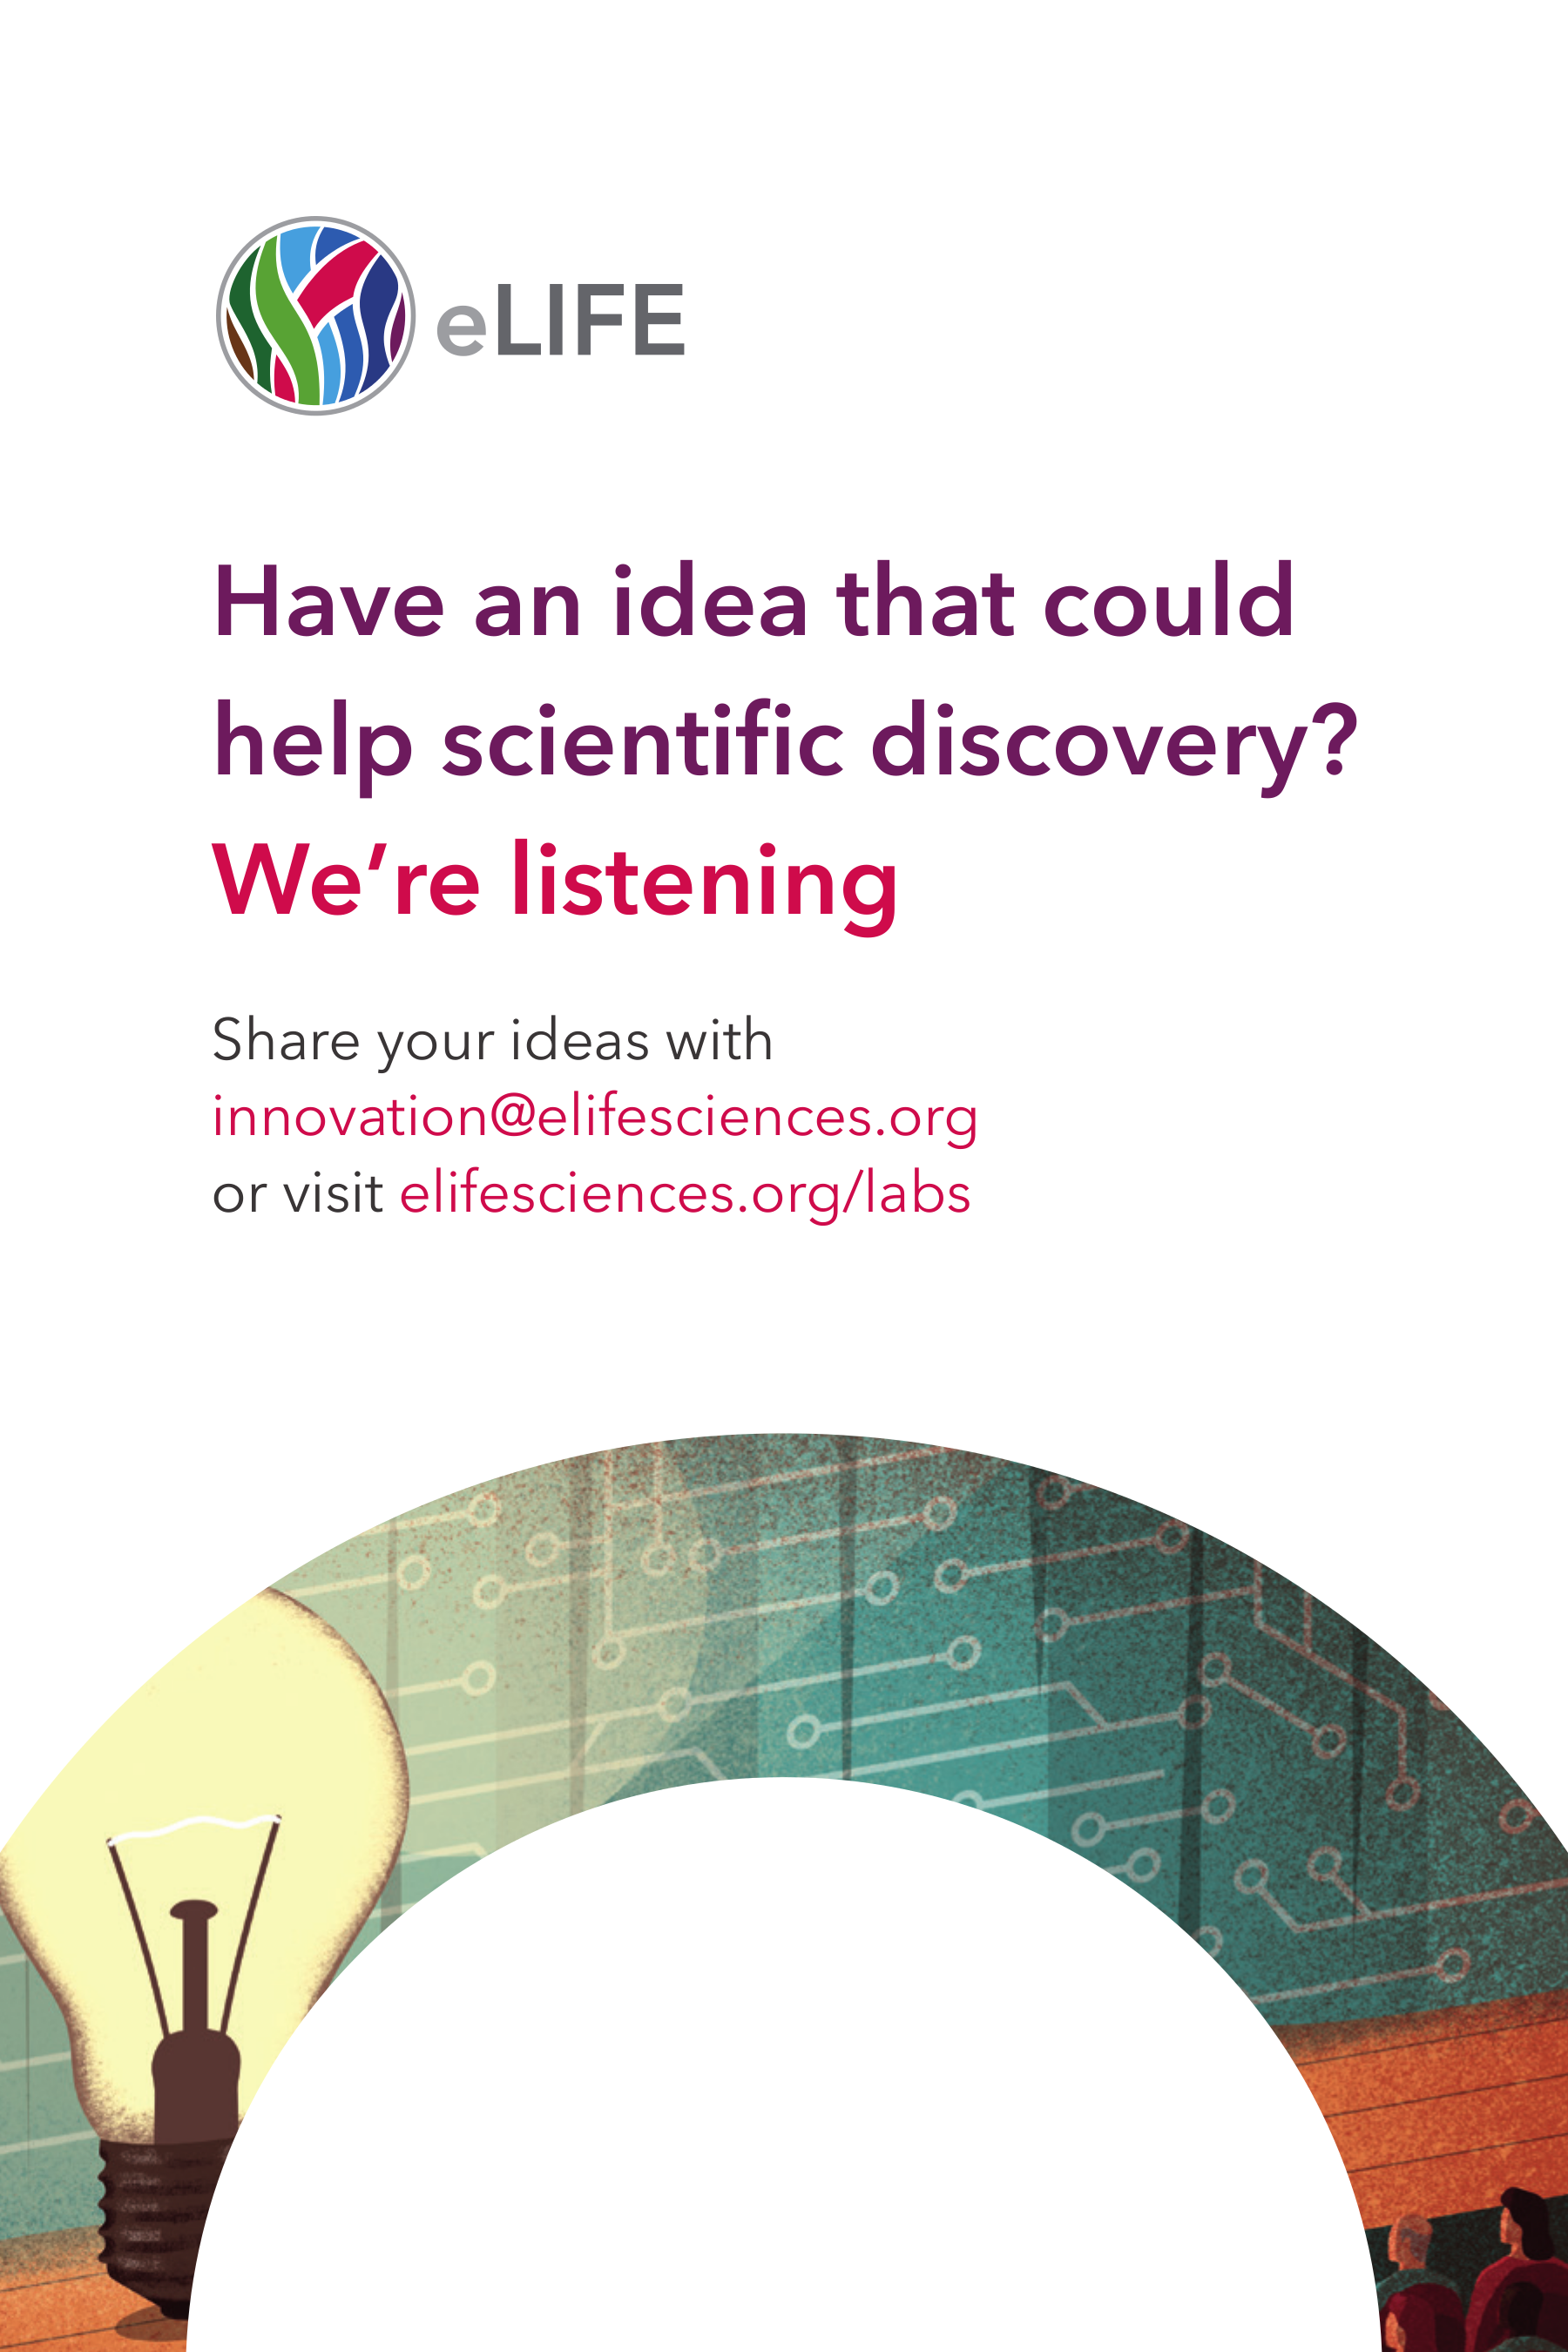 eLIFE
Have an idea that could
help scientific discovery?
We’re listening
Share your ideas with
innovation@elifesciences.org
or visit elifesciences.org/labs